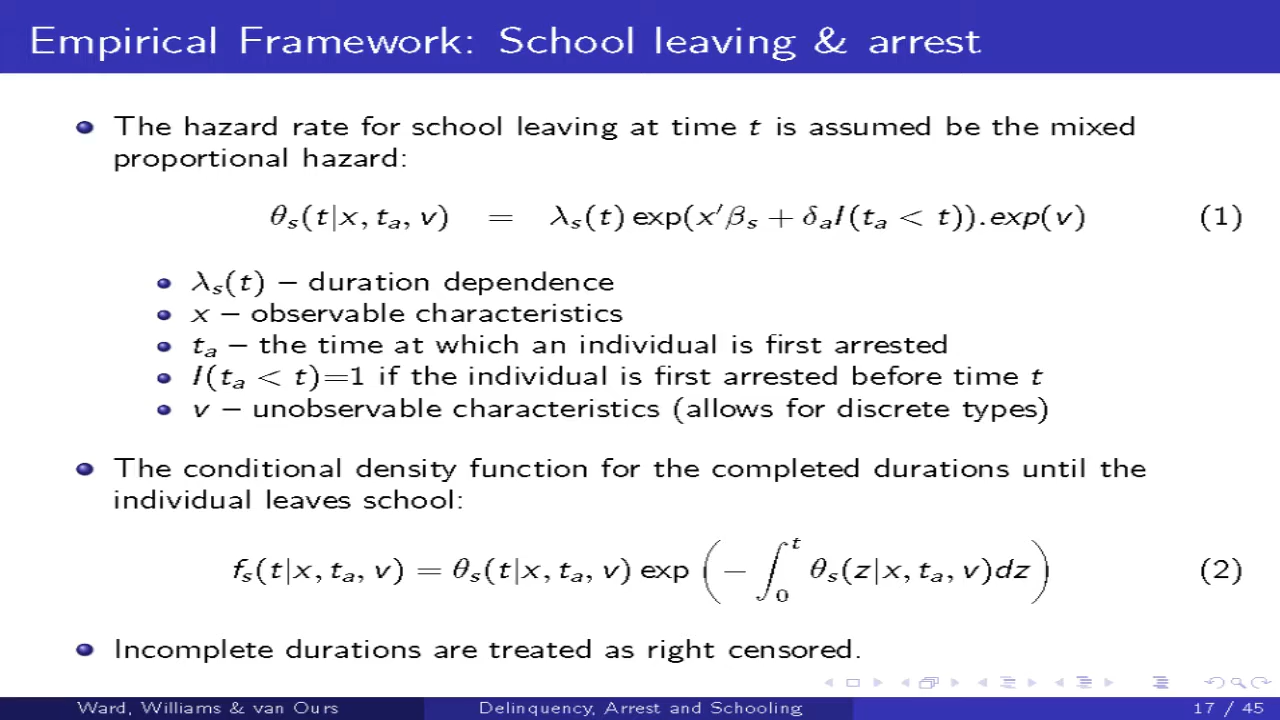 Empirical Framework: School leaving & arrest
The hazard rate for school leaving at time t is assumed be the mixed
proportional hazard:
θs(t|x, ta, v) = λs(t) exp(x′βs + δaI(ta < t)).exp(v) (1)
λs(t) – duration dependence
x – observable characteristics
ta – the time at which an individual is first arrested
I(ta < t)=1 if the individual is first arrested before time t
v – unobservable characteristics (allows for discrete types)
The conditional density function for the completed durations until the
individual leaves school:
fs(t|x, ta, v) = θs(t|x, ta, v) exp(−∫0t θs(z|x, ta, v)dz) (2)
Incomplete durations are treated as right censored.
Ward, Williams & van Ours Delinquency, Arrest and Schooling 17 / 45